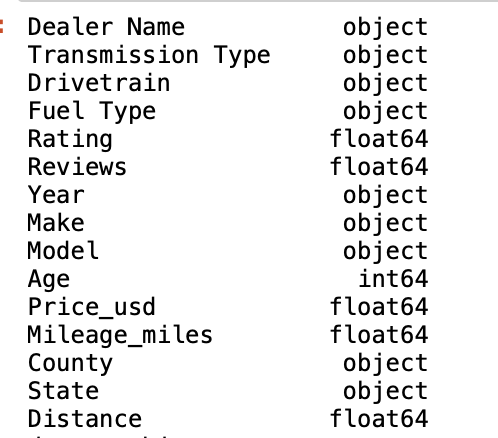 Dealer Name object
Transmission Type object
Drivetrain object
Fuel Type object
Rating float64
Reviews float64
Year object
Make object
Model object
Age int64
Price_usd float64
Mileage_miles float64
County object
State object
Distance float64